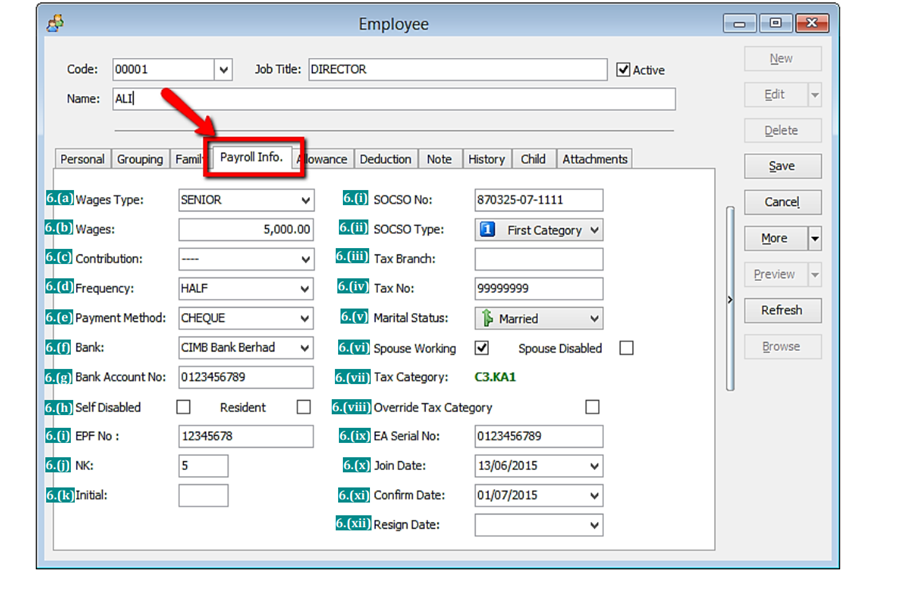 Employee
Code: 00001 Job Title: DIRECTOR Active
Name: ALI
Personal Grouping Family Payroll Info. Allowance Deduction Note History Child Attachments
6.(a) Wages Type: SENIOR 6.(i) SOCSO No: 870325-07-1111
6.(b) Wages: 5,000.00 6.(ii) SOCSO Type: 1 First Category
6.(c) Contribution: ---- 6.(iii) Tax Branch:
6.(d) Frequency: HALF 6.(iv) Tax No: 99999999
6.(e) Payment Method: CHEQUE 6.(v) Marital Status: Married
6.(f) Bank: CIMB Bank Berhad 6.(vi) Spouse Working Spouse Disabled
6.(g) Bank Account No: 0123456789 6.(vii) Tax Category: C3.KA1
6.(h) Self Disabled Resident 6.(viii) Override Tax Category
6.(i) EPF No : 12345678 6.(ix) EA Serial No: 0123456789
6.(j) NK: 5 6.(x) Join Date: 13/06/2015
6.(k) Initial: 6.(xi) Confirm Date: 01/07/2015
6.(xii) Resign Date:
New
Edit
Delete
Save
Cancel
More
Preview
Refresh
Browse